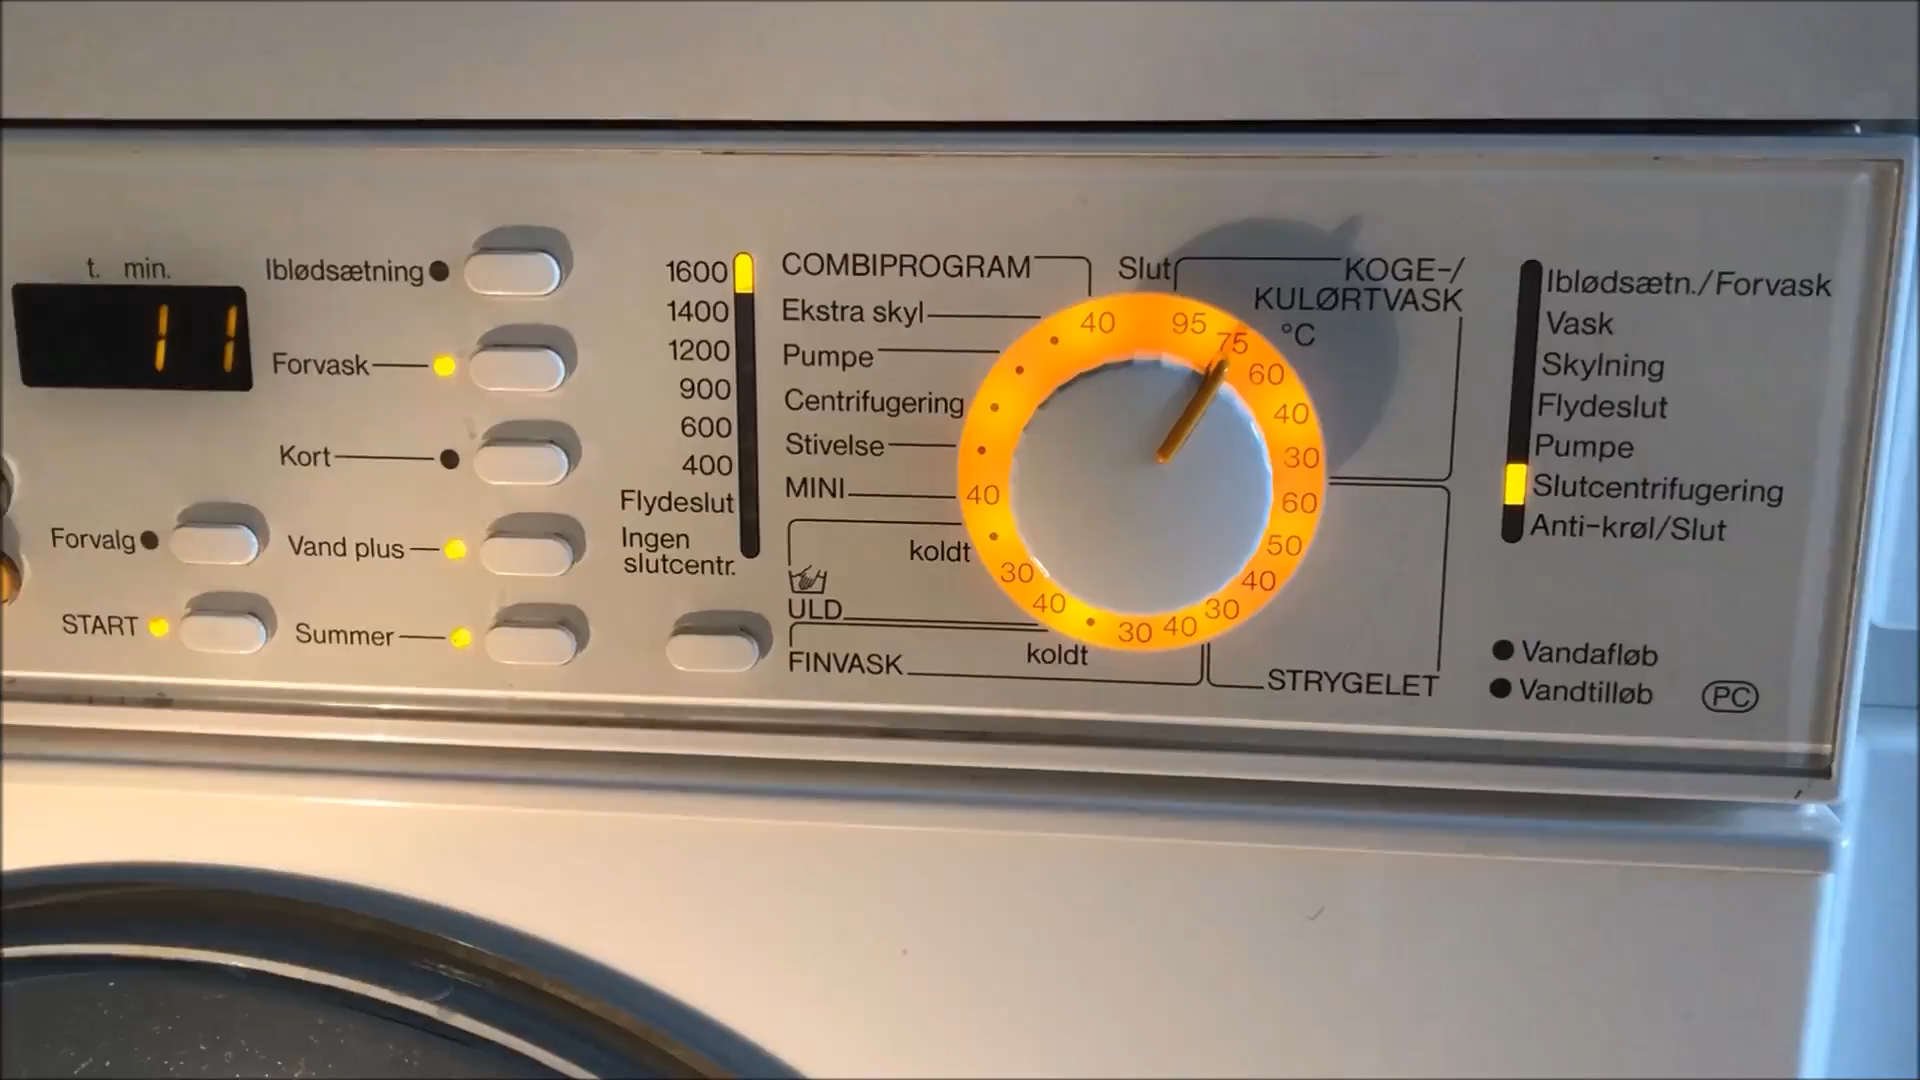 t. min.
11
Iblødsætning
Forvask
Kort
Forvalg
Vand plus
START
Summer
1600
1400
1200
900
600
400
Flydeslut
Ingen
slutcentr.
COMBIPROGRAM
Ekstra skyl
Pumpe
Centrifugering
Stivelse
MINI
koldt
ULD
koldt
FINVASK
Slut
KOGE-/
KULØRTVASK
°C
40
95
75
60
40
30
60
50
40
30
40
30
40
30
40
STRYGELET
Iblødsætn./Forvask
Vask
Skylning
Flydeslut
Pumpe
Slutcentrifugering
Anti-krøl/Slut
Vandafløb
Vandtilløb
PC